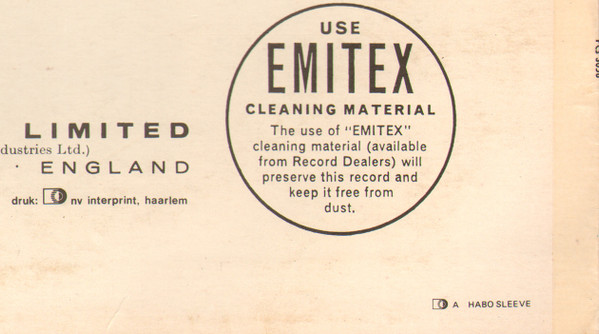 USE
EMITEX
CLEANING MATERIAL
The use of "EMITEX"
cleaning material (available
from Record Dealers) will
preserve this record and
keep it free from
dust.
LIMITED
dustries Ltd.)
· ENGLAND
druk: nv interprint, haarlem
A HABO SLEEVE